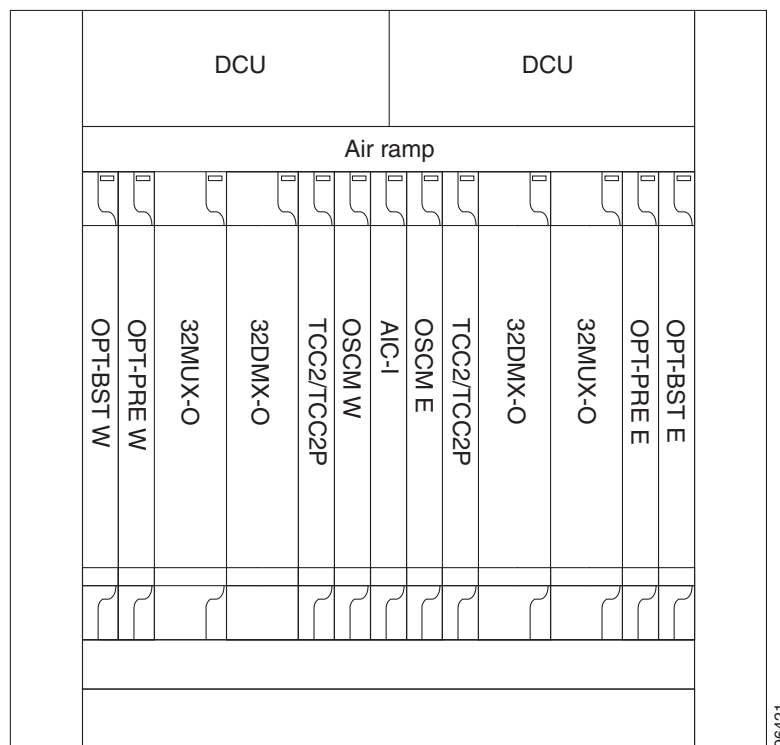 DCU
DCU
Air ramp
OPT-BST W
OPT-PRE W
32MUX-O
32DMX-O
TCC2/TCC2P
OSCM W
AIC-I
OSCM E
TCC2/TCC2P
32DMX-O
32MUX-O
OPT-PRE E
OPT-BST E